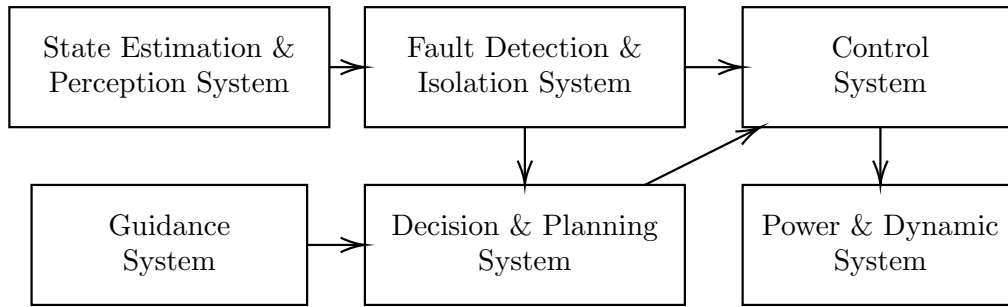 State Estimation &
Perception System
Fault Detection &
Isolation System
Control
System
Guidance
System
Decision & Planning
System
Power & Dynamic
System